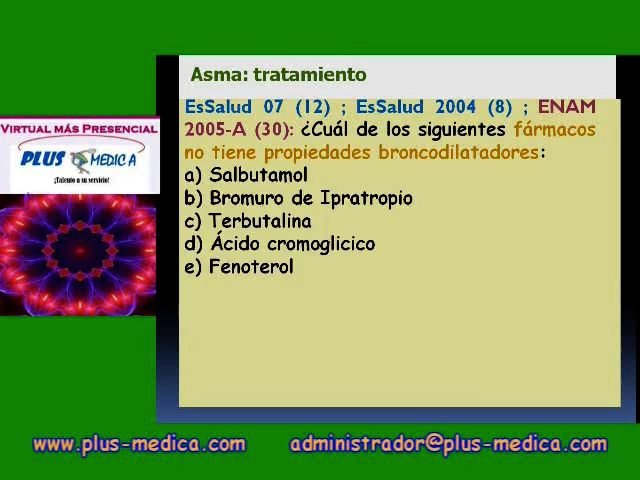 Asma: tratamiento
EsSalud 07 (12) ; EsSalud 2004 (8) ; ENAM
2005-A (30): ¿Cuál de los siguientes fármacos
no tiene propiedades broncodilatadores:
a) Salbutamol
b) Bromuro de Ipratropio
c) Terbutalina
d) Ácido cromoglicico
e) Fenoterol
VIRTUAL MÁS PRESENCIAL
PLUS MEDICA
¡Talento a su servicio!
www.plus-medica.com administrador@plus-medica.com